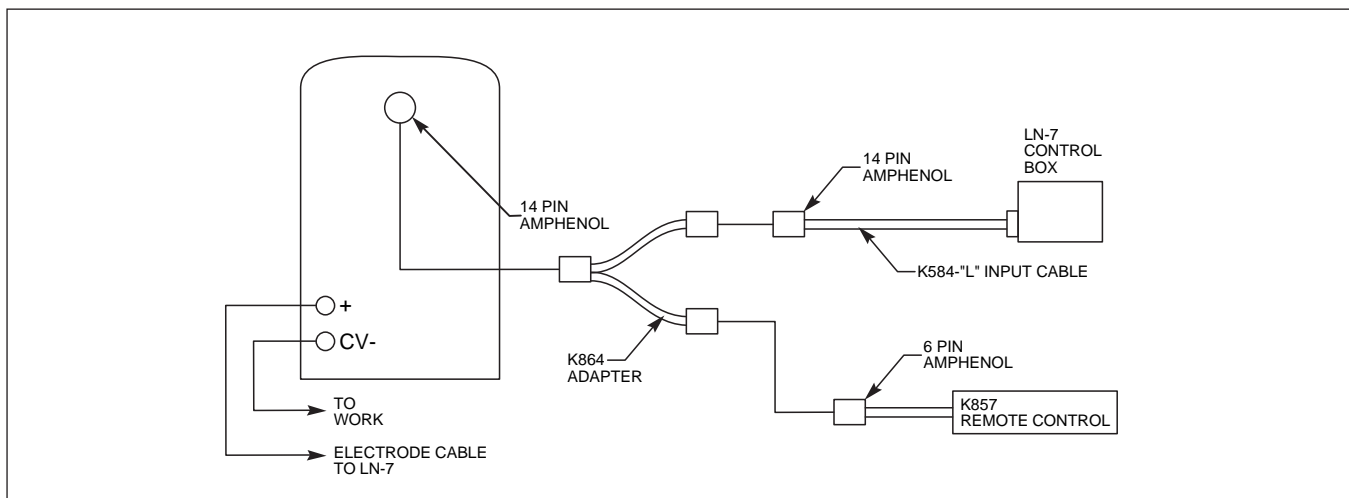 14 PIN
AMPHENOL
+
CV-
TO
WORK
ELECTRODE CABLE
TO LN-7
K864
ADAPTER
14 PIN
AMPHENOL
LN-7
CONTROL
BOX
K584-"L" INPUT CABLE
6 PIN
AMPHENOL
K857
REMOTE CONTROL